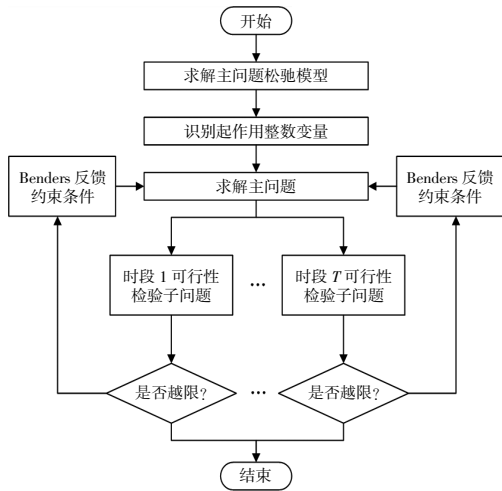 开始
求解主问题松驰模型
识别起作用整数变量
Benders 反馈
约束条件
求解主问题
Benders 反馈
约束条件
时段 1 可行性
检验子问题
…
时段 T 可行性
检验子问题
是否越限?
…
是否越限?
结束